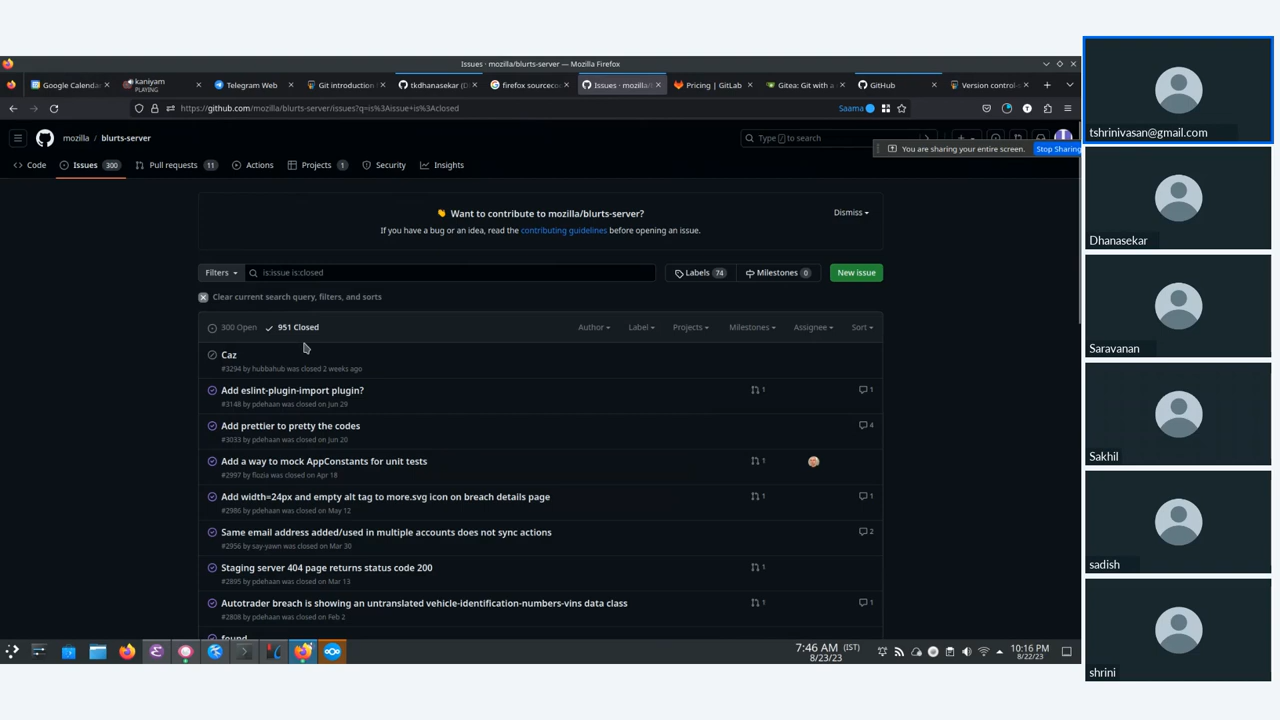 Issues · mozilla/blurts-server — Mozilla Firefox
Google Calenda
kaniyam
PLAYING
Telegram Web
Git introduction
tkdhanasekar (D
firefox sourceco
Issues · mozilla/
Pricing | GitLab
Gitea: Git with a
GitHub
Version control
https://github.com/mozilla/blurts-server/issues?q=is%3Aissue+is%3Aclosed
Saama
mozilla / blurts-server
Type / to search
You are sharing your entire screen.
Stop Sharing
Code
Issues 300
Pull requests 11
Actions
Projects 1
Security
Insights
👋 Want to contribute to mozilla/blurts-server?
Dismiss
If you have a bug or an idea, read the contributing guidelines before opening an issue.
Filters
is:issue is:closed
Labels 74
Milestones 0
New issue
Clear current search query, filters, and sorts
300 Open
951 Closed
Author
Label
Projects
Milestones
Assignee
Sort
Caz
#3294 by hubbahub was closed 2 weeks ago
Add eslint-plugin-import plugin?
1
1
#3148 by pdehaan was closed on Jun 29
Add prettier to pretty the codes
4
#3033 by pdehaan was closed on Jun 20
Add a way to mock AppConstants for unit tests
1
#2997 by flozia was closed on Apr 18
Add width=24px and empty alt tag to more.svg icon on breach details page
1
1
#2986 by pdehaan was closed on May 12
Same email address added/used in multiple accounts does not sync actions
2
#2956 by say-yawn was closed on Mar 30
Staging server 404 page returns status code 200
1
#2895 by pdehaan was closed on Mar 13
Autotrader breach is showing an untranslated vehicle-identification-numbers-vins data class
1
1
#2808 by pdehaan was closed on Feb 2
found
7:46 AM (IST)
8/23/23
10:16 PM
8/22/23
tshrinivasan@gmail.com
Dhanasekar
Saravanan
Sakhil
sadish
shrini